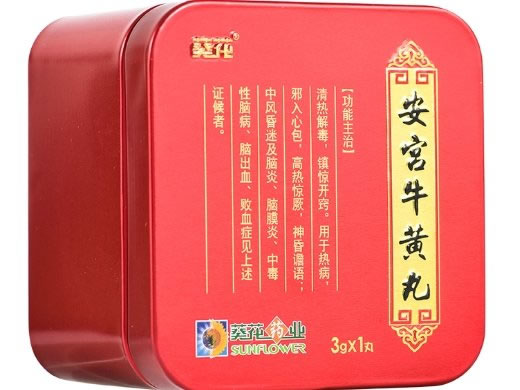 葵花
安宫牛黄丸
【功能主治】
清热解毒，镇惊开窍。用于热病，
邪入心包，高热惊厥，神昏谵语；
中风昏迷及脑炎、脑膜炎、中毒
性脑病、脑出血、败血症见上述
证候者。
葵花药业
SUNFLOWER
3g×1丸